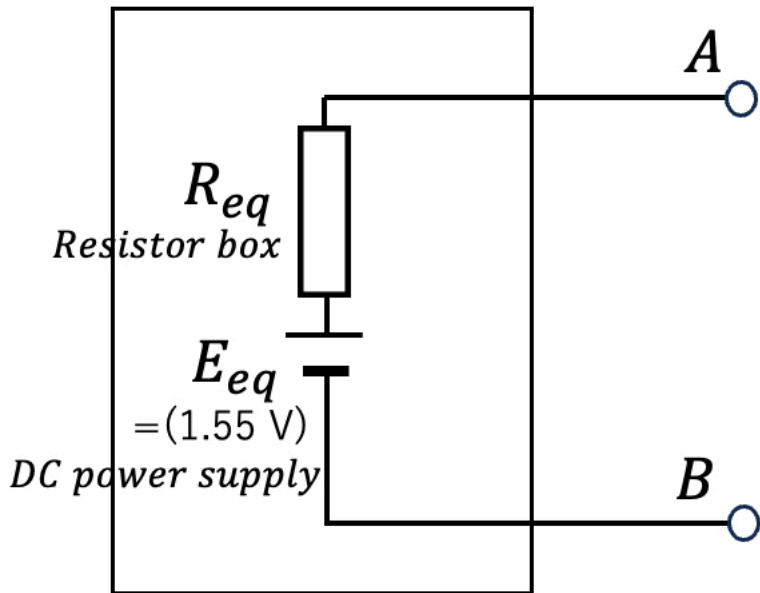 A
R_eq
Resistor box
E_eq
=(1.55 V)
DC power supply
B